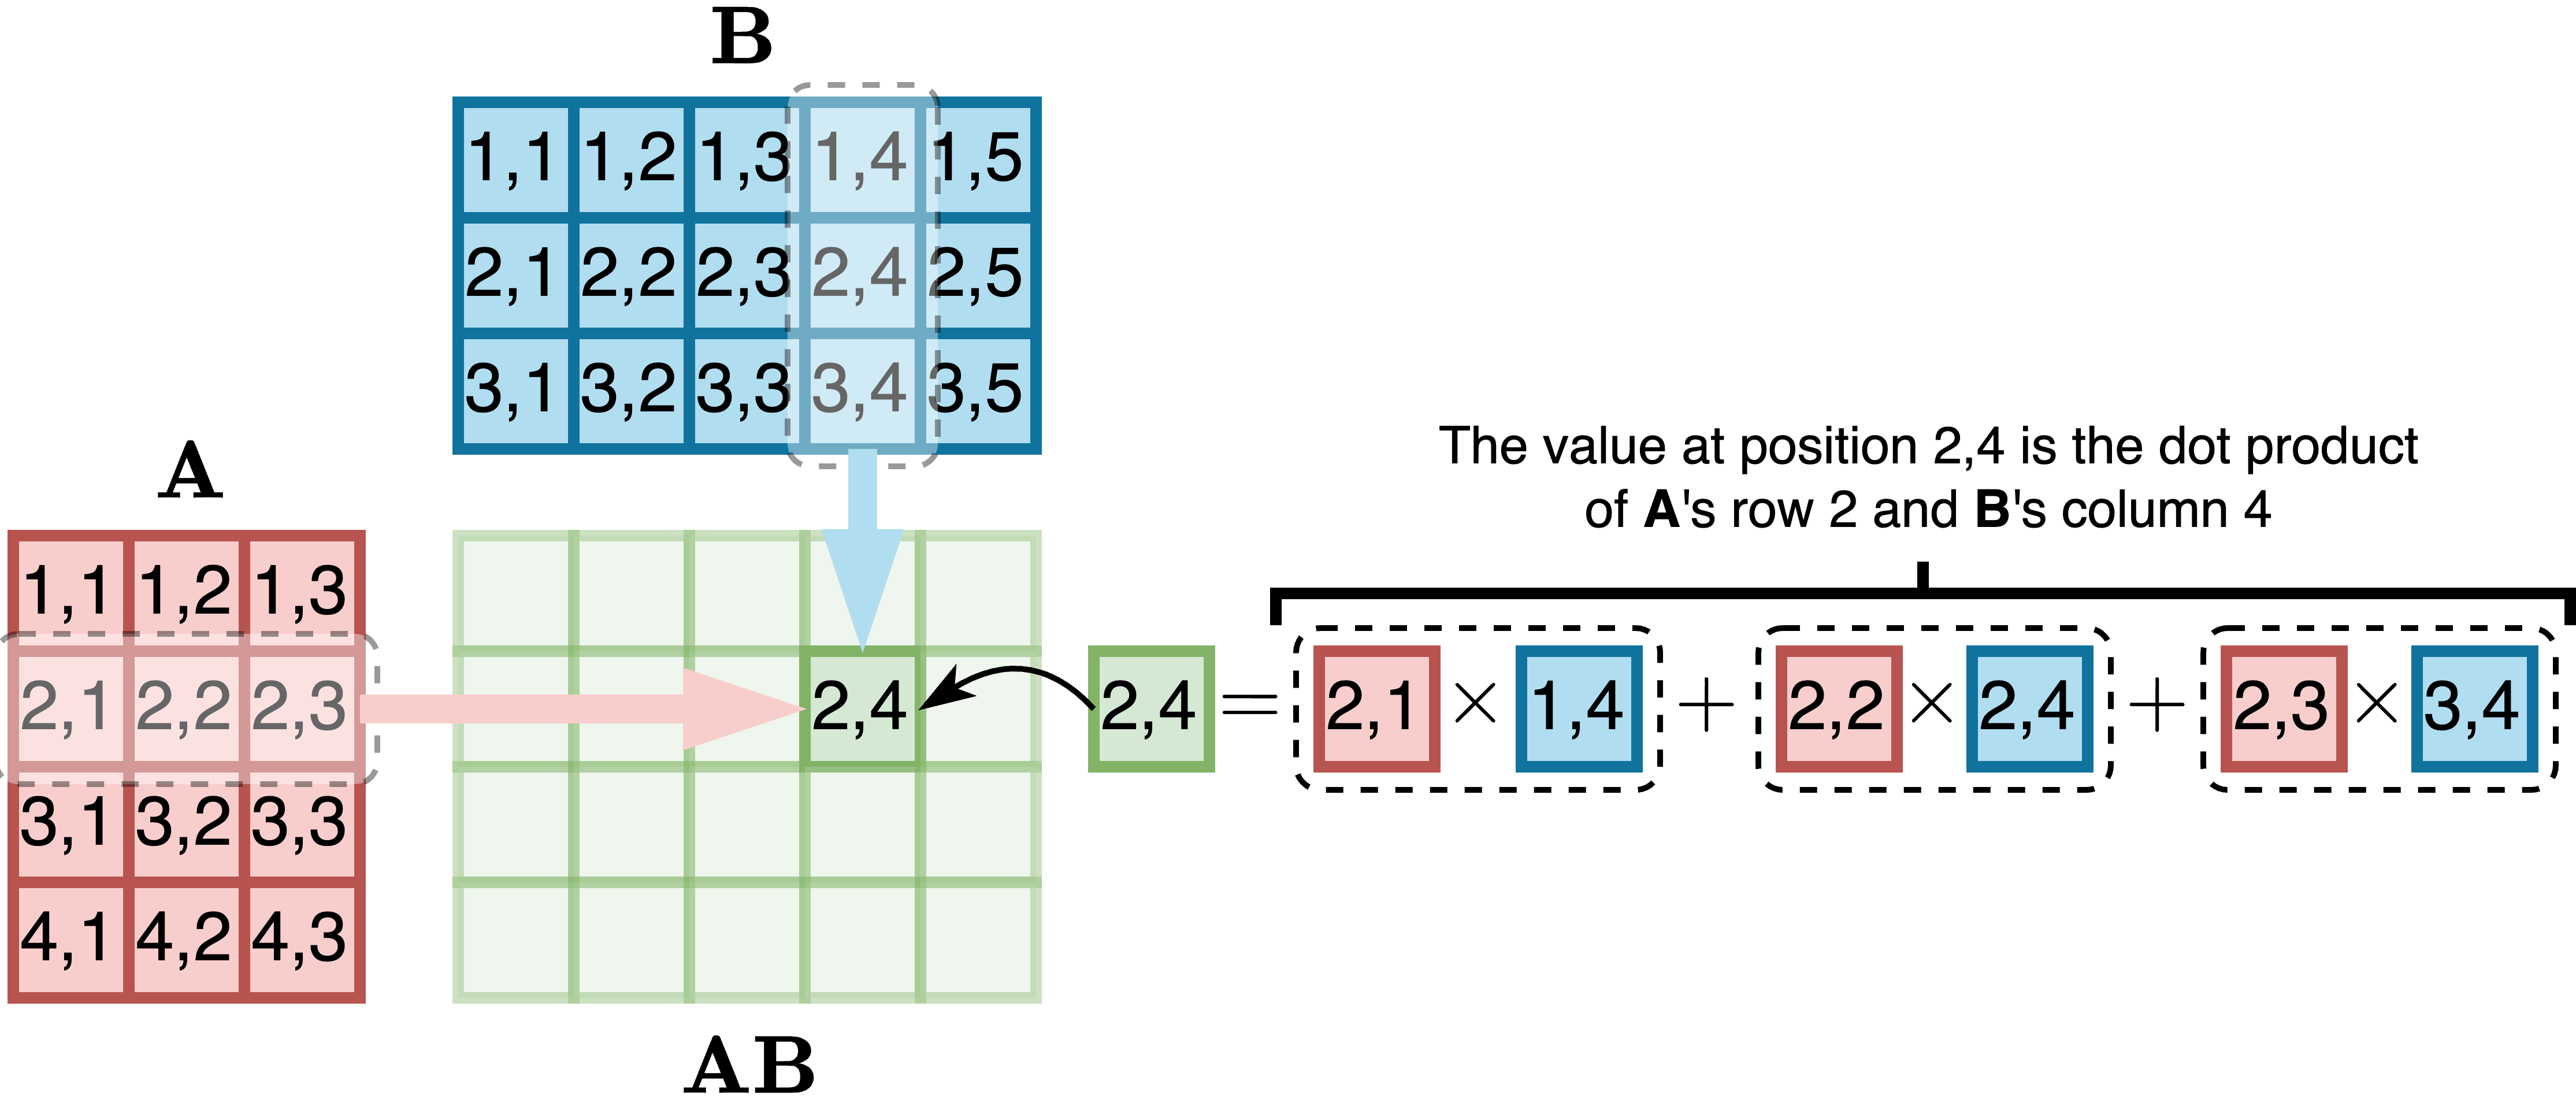 B
1,1 1,2 1,3 1,4 1,5
2,1 2,2 2,3 2,4 2,5
3,1 3,2 3,3 3,4 3,5
A
1,1 1,2 1,3
2,1 2,2 2,3
3,1 3,2 3,3
4,1 4,2 4,3
2,4
AB
The value at position 2,4 is the dot product
of A's row 2 and B's column 4
2,4 = 2,1 × 1,4 + 2,2 × 2,4 + 2,3 × 3,4